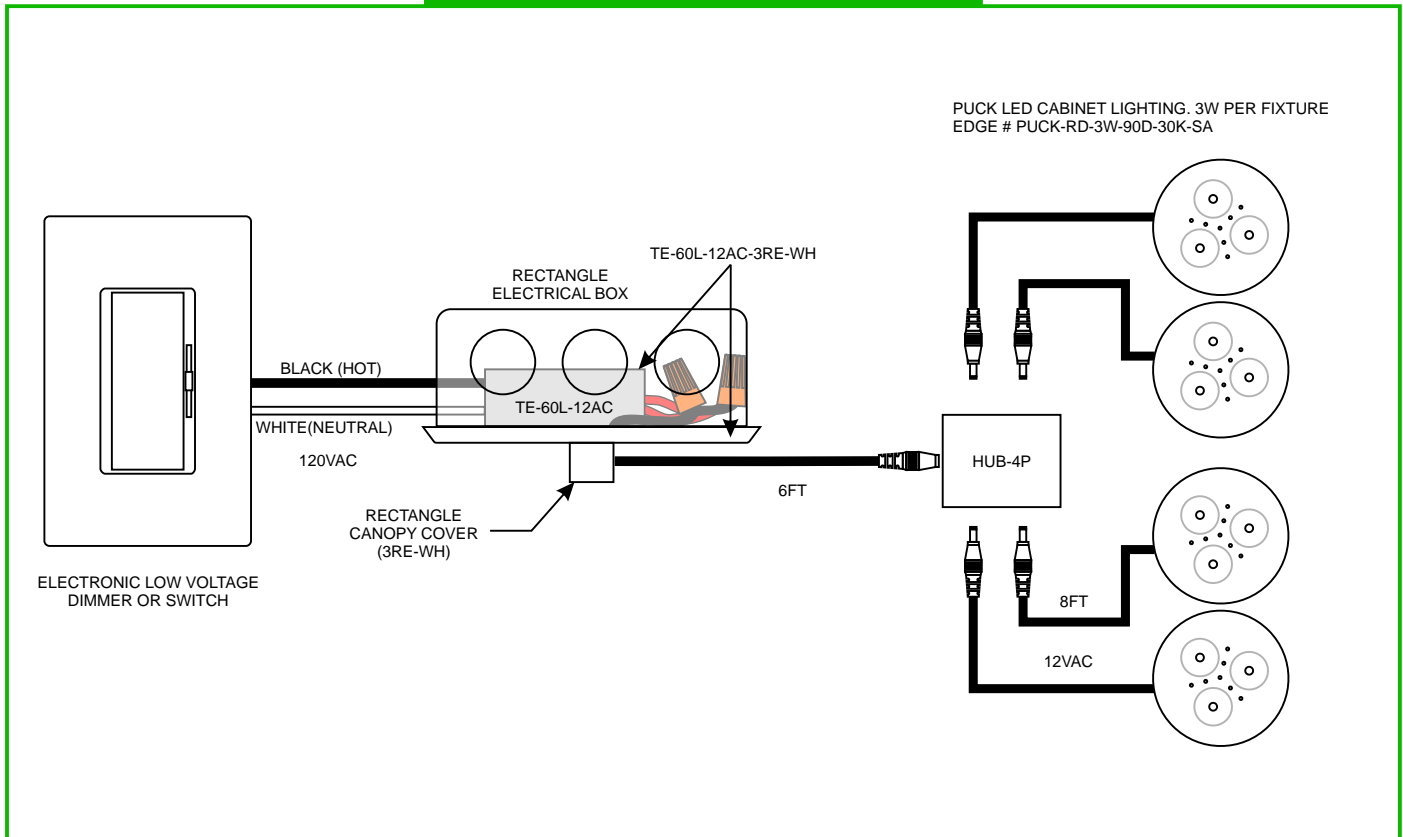 PUCK LED CABINET LIGHTING. 3W PER FIXTURE
EDGE # PUCK-RD-3W-90D-30K-SA
TE-60L-12AC-3RE-WH
RECTANGLE
ELECTRICAL BOX
BLACK (HOT)
TE-60L-12AC
WHITE(NEUTRAL)
120VAC
HUB-4P
6FT
RECTANGLE
CANOPY COVER
(3RE-WH)
ELECTRONIC LOW VOLTAGE
DIMMER OR SWITCH
8FT
12VAC